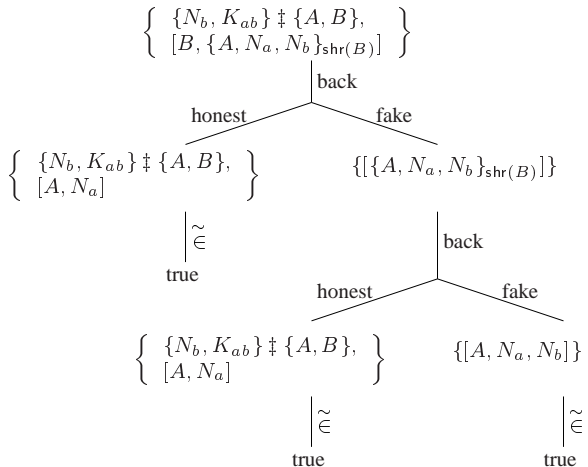 {N_b, K_ab} ‡ {A, B},
[B, {A, N_a, N_b}_shr(B)]
back
honest fake
{N_b, K_ab} ‡ {A, B}, {[{A, N_a, N_b}_shr(B)]}
[A, N_a]
∈̃ back
true
honest fake
{N_b, K_ab} ‡ {A, B}, {[A, N_a, N_b]}
[A, N_a]
∈̃ ∈̃
true true